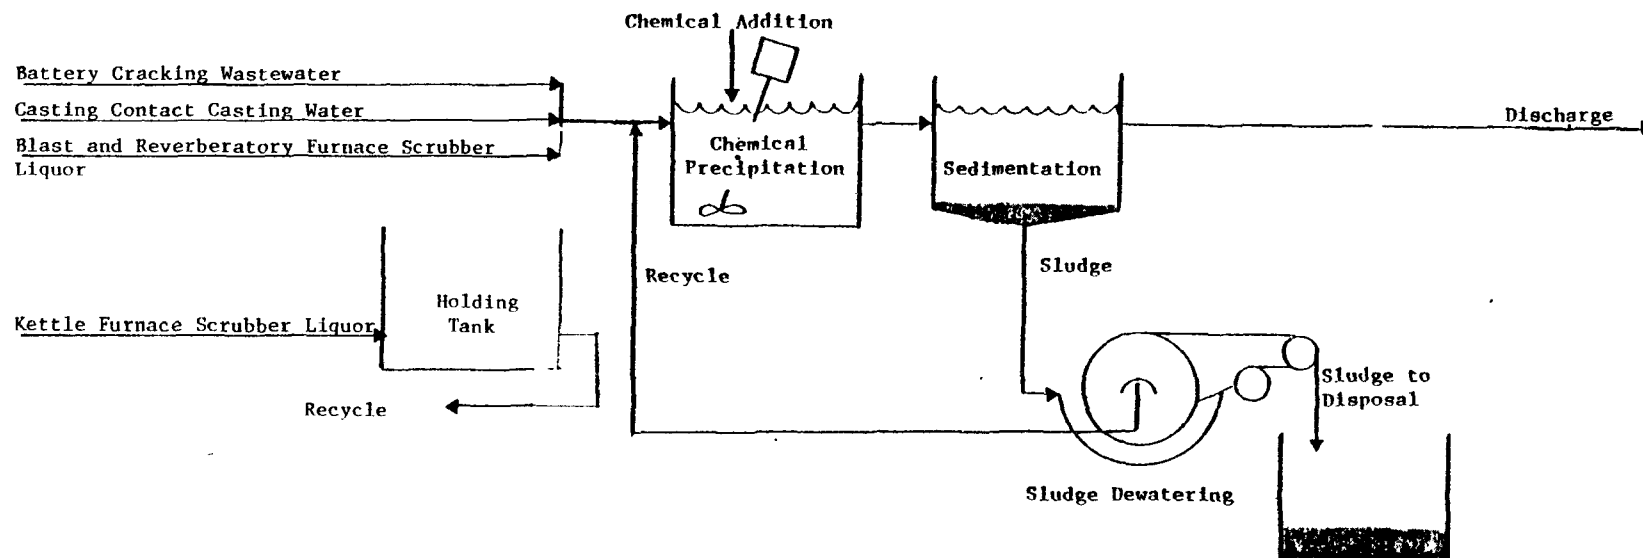 Chemical Addition
Battery Cracking Wastewater
Casting Contact Casting Water
Blast and Reverberatory Furnace Scrubber
Liquor
Chemical
Precipitation
Sedimentation
Discharge
Recycle
Sludge
Holding
Tank
Kettle Furnace Scrubber Liquor
Recycle
Sludge to
Disposal
Sludge Dewatering